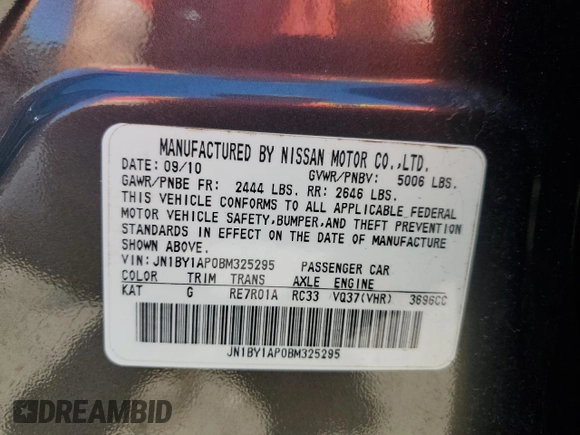 MANUFACTURED BY NISSAN MOTOR CO.,LTD.
DATE: 09/10 GVWR/PNBV: 5006 LBS.
GAWR/PNBE FR: 2444 LBS. RR: 2646 LBS.
THIS VEHICLE CONFORMS TO ALL APPLICABLE FEDERAL
MOTOR VEHICLE SAFETY,BUMPER,AND THEFT PREVENTION
STANDARDS IN EFFECT ON THE DATE OF MANUFACTURE
SHOWN ABOVE.
VIN: JN1BY1AP0BM325295 PASSENGER CAR
COLOR TRIM TRANS AXLE ENGINE
KAT G RE7R01A RC33 VQ37(VHR) 3696CC
JN1BY1AP0BM325295
DREAMBID